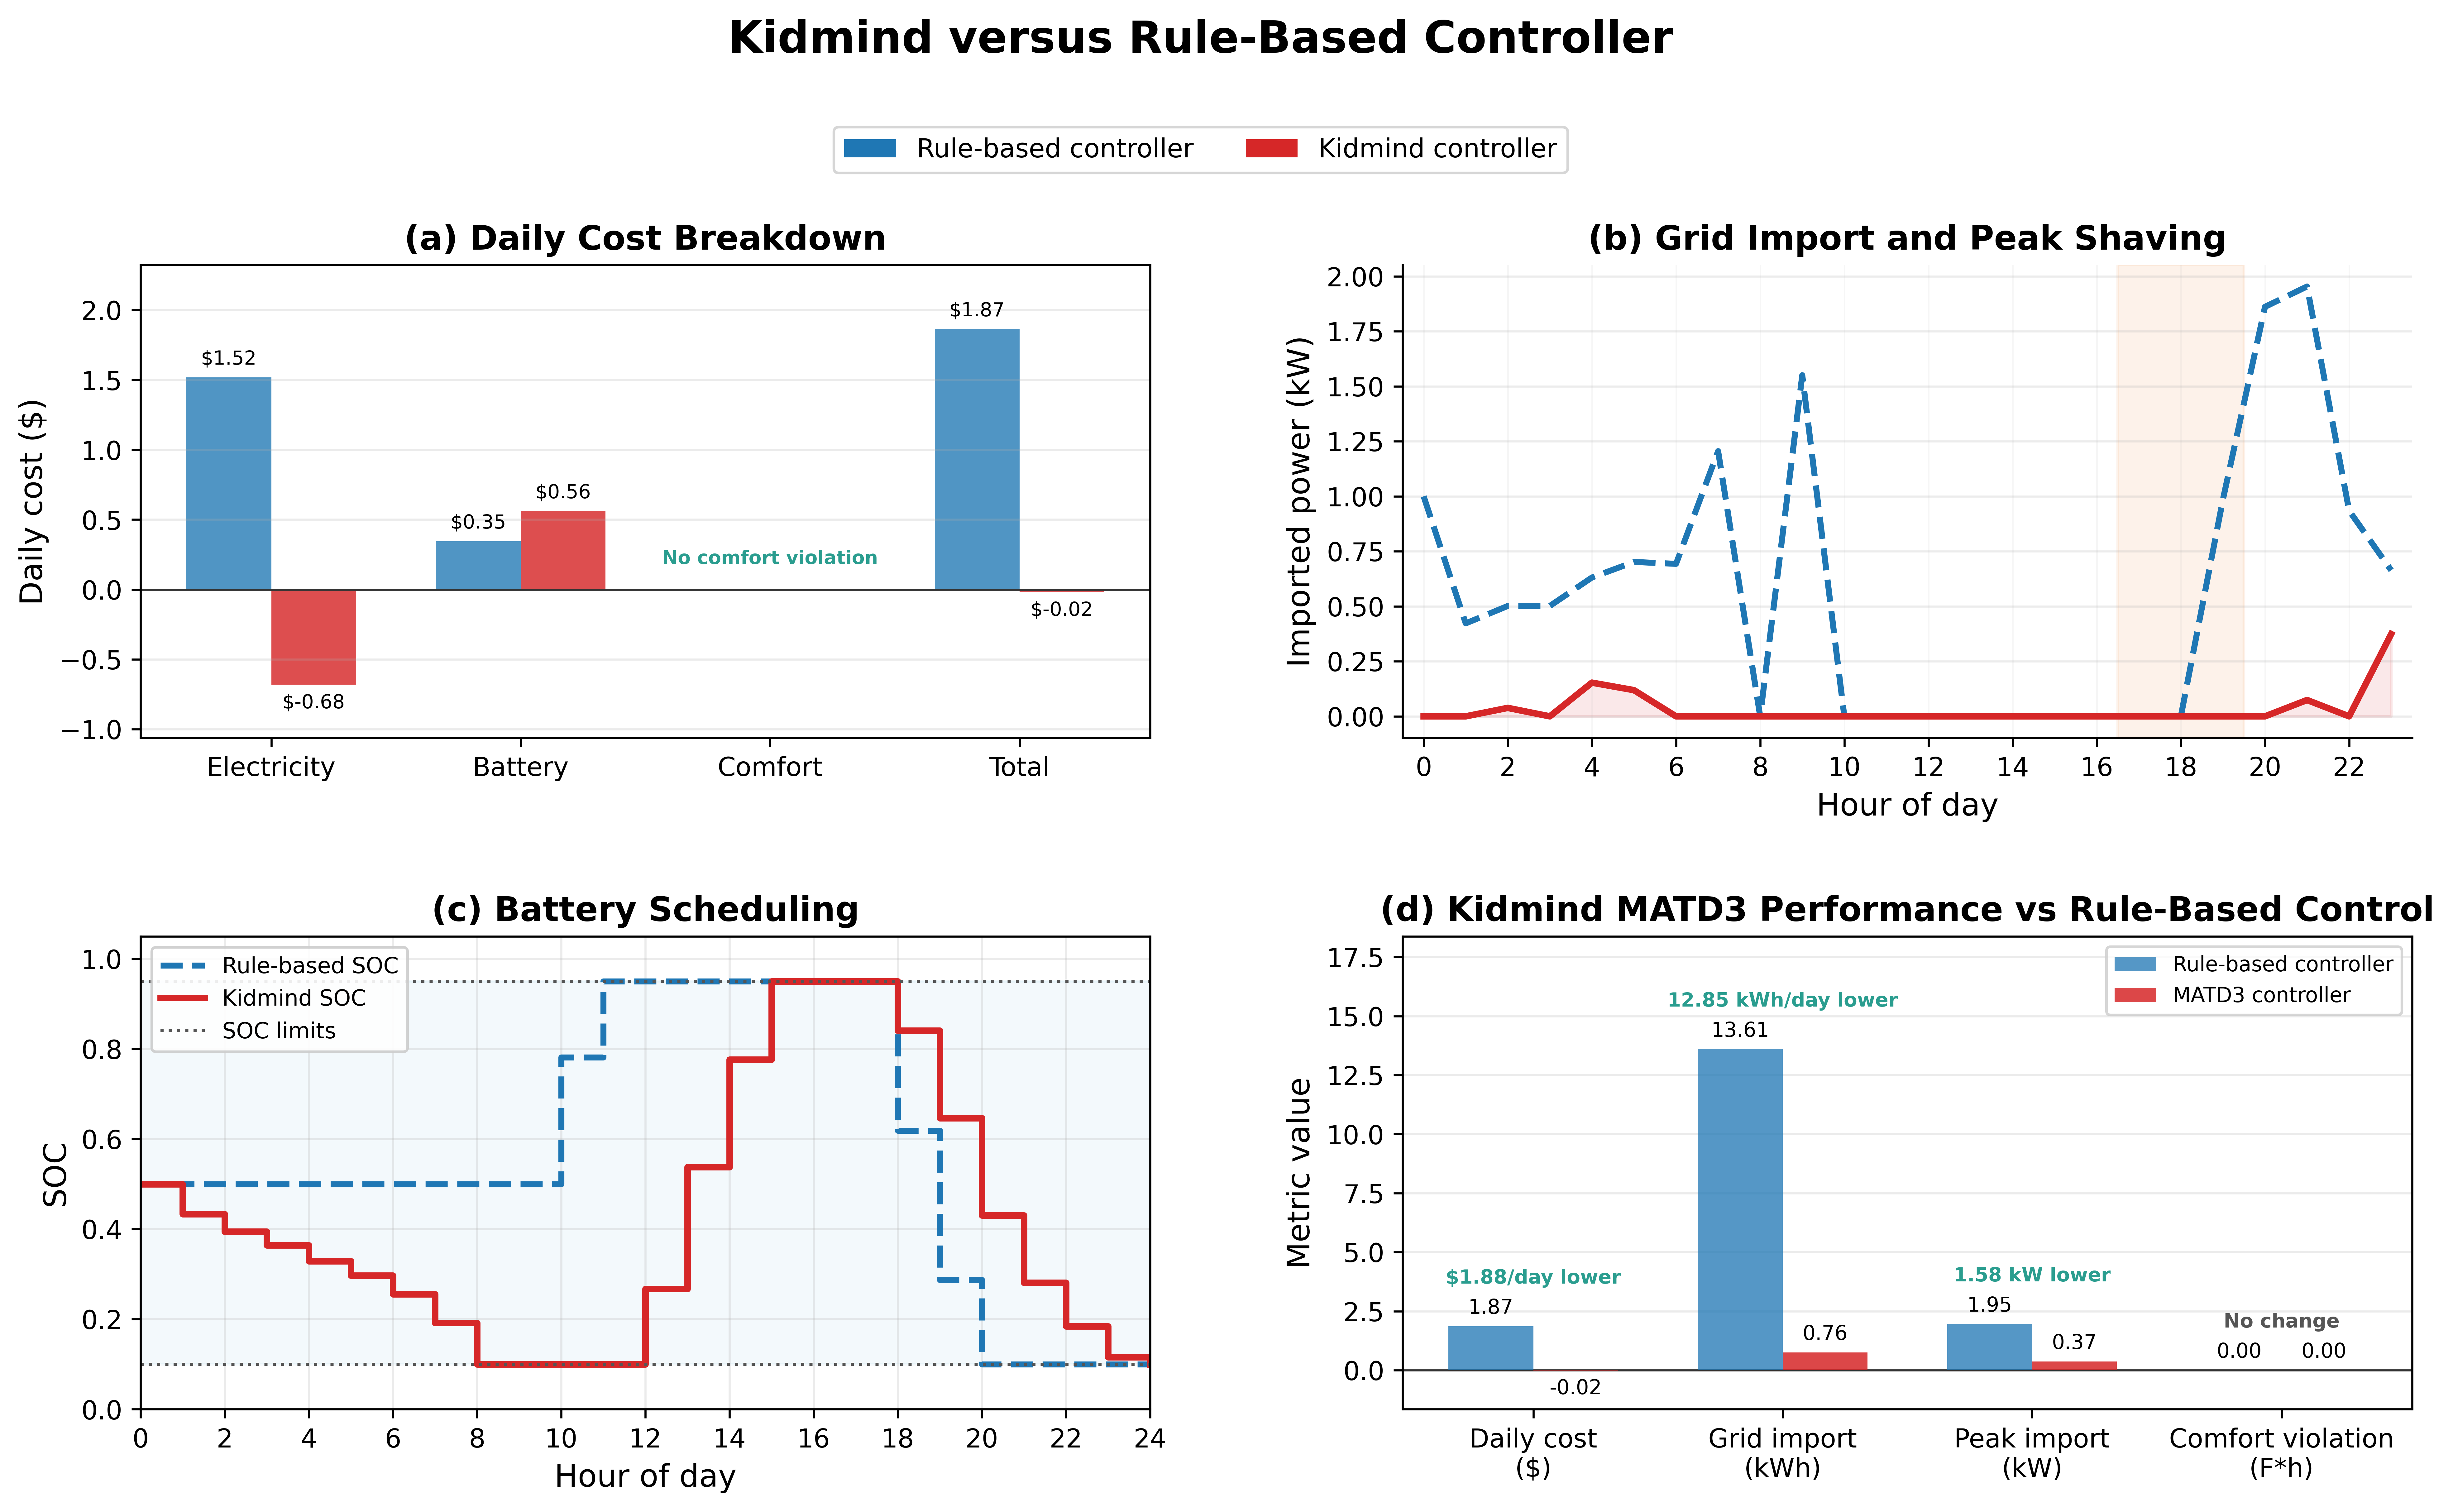 Kidmind versus Rule-Based Controller
Rule-based controller
Kidmind controller
(a) Daily Cost Breakdown
Daily cost ($)
2.0
1.5
1.0
0.5
0.0
−0.5
−1.0
$1.52
$-0.68
$0.35
$0.56
No comfort violation
$1.87
$-0.02
Electricity
Battery
Comfort
Total
(b) Grid Import and Peak Shaving
Imported power (kW)
2.00
1.75
1.50
1.25
1.00
0.75
0.50
0.25
0.00
0 2 4 6 8 10 12 14 16 18 20 22
Hour of day
(c) Battery Scheduling
Rule-based SOC
Kidmind SOC
SOC limits
SOC
1.0
0.8
0.6
0.4
0.2
0.0
0 2 4 6 8 10 12 14 16 18 20 22 24
Hour of day
(d) Kidmind MATD3 Performance vs Rule-Based Control
Rule-based controller
MATD3 controller
Metric value
17.5
15.0
12.5
10.0
7.5
5.0
2.5
0.0
$1.88/day lower
1.87
-0.02
12.85 kWh/day lower
13.61
0.76
1.58 kW lower
1.95
0.37
No change
0.00
0.00
Daily cost
($)
Grid import
(kWh)
Peak import
(kW)
Comfort violation
(F*h)